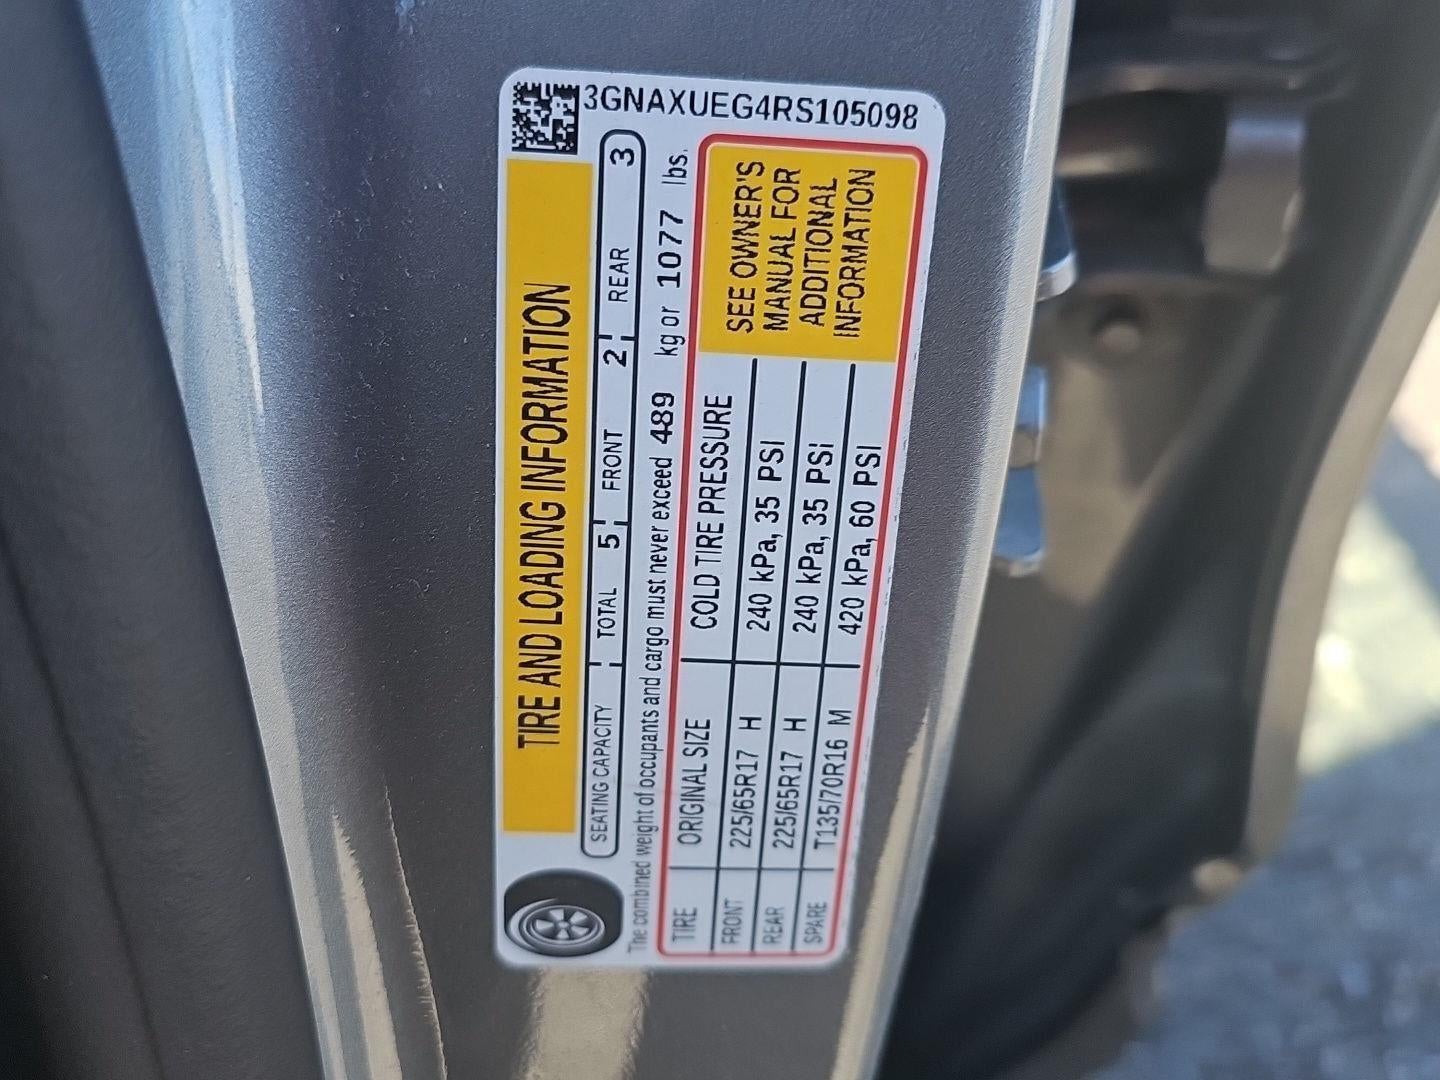 3GNAXUEG4RS105098
TIRE AND LOADING INFORMATION
SEATING CAPACITY TOTAL 5 FRONT 2 REAR 3
The combined weight of occupants and cargo must never exceed 489 kg or 1077 lbs.
TIRE ORIGINAL SIZE COLD TIRE PRESSURE
FRONT 225/65R17 H 240 kPa, 35 PSI
REAR 225/65R17 H 240 kPa, 35 PSI
SPARE T135/70R16 M 420 kPa, 60 PSI
SEE OWNER'S
MANUAL FOR
ADDITIONAL
INFORMATION